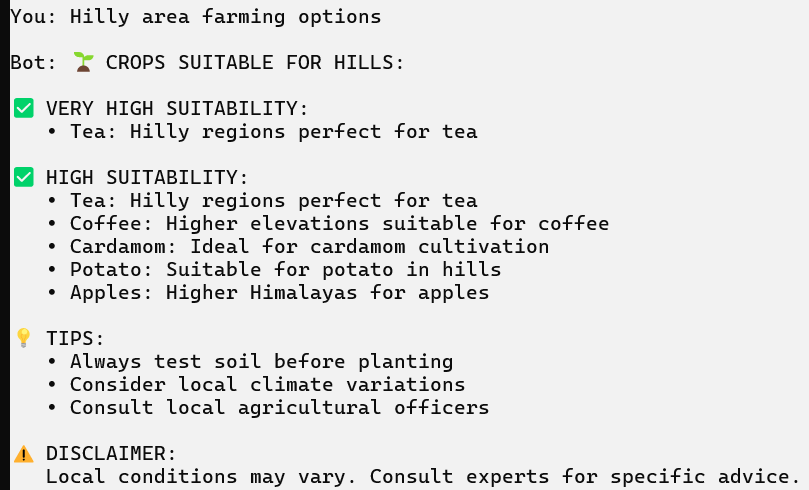 You: Hilly area farming options
Bot: 🌱 CROPS SUITABLE FOR HILLS:
✅ VERY HIGH SUITABILITY:
• Tea: Hilly regions perfect for tea
✅ HIGH SUITABILITY:
• Tea: Hilly regions perfect for tea
• Coffee: Higher elevations suitable for coffee
• Cardamom: Ideal for cardamom cultivation
• Potato: Suitable for potato in hills
• Apples: Higher Himalayas for apples
💡 TIPS:
• Always test soil before planting
• Consider local climate variations
• Consult local agricultural officers
⚠️ DISCLAIMER:
Local conditions may vary. Consult experts for specific advice.